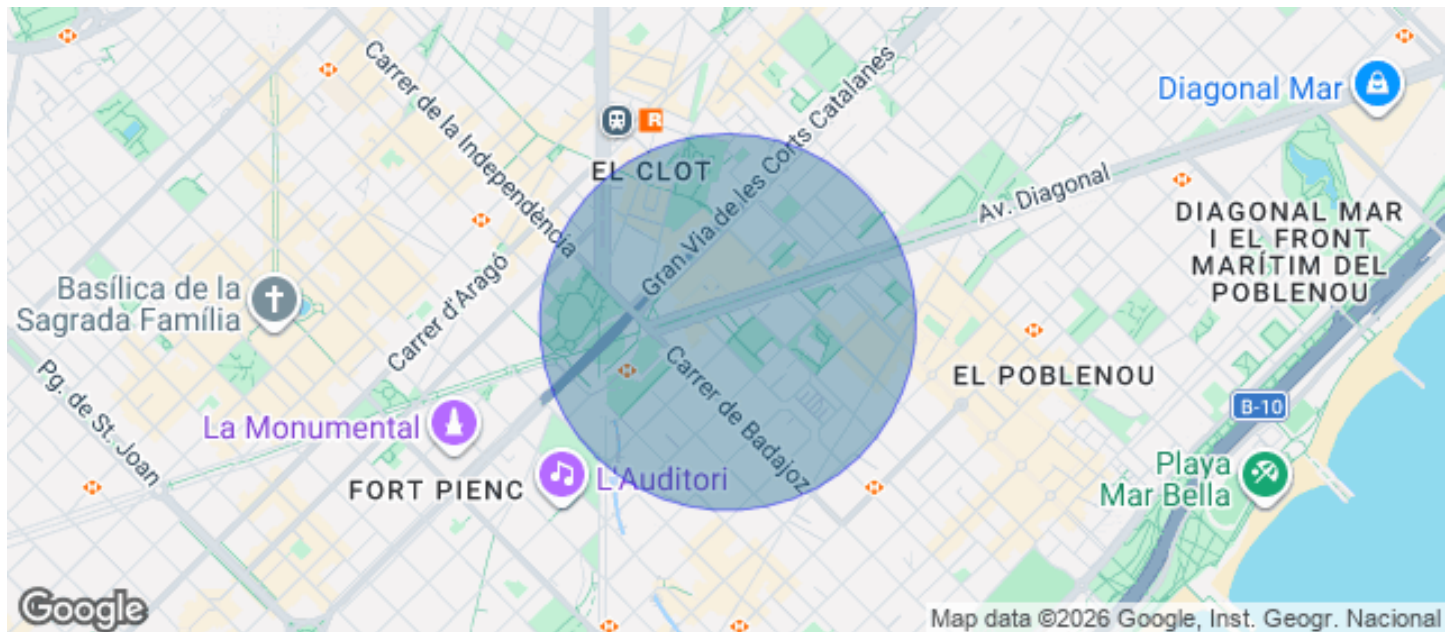 Carrer de la Independència
Gran Via de les Corts Catalanes
Diagonal Mar
R
EL CLOT
Av. Diagonal
DIAGONAL MAR
I EL FRONT
MARÍTIM DEL
POBLENOU
Basílica de la
Sagrada Família
Carrer d'Aragó
Pg. de St. Joan
Carrer de Badajoz
EL POBLENOU
B-10
La Monumental
Playa
Mar Bella
FORT PIENC
L'Auditori
Google
Map data ©2026 Google, Inst. Geogr. Nacional